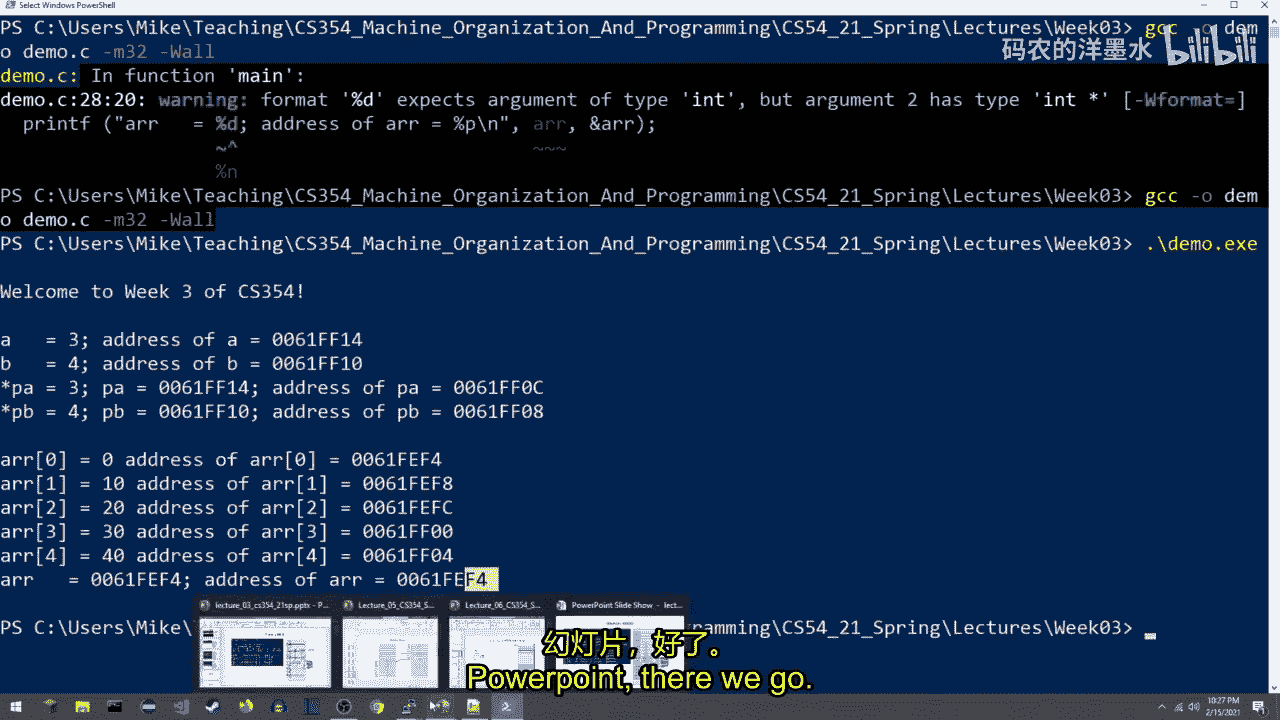 Select Windows PowerShell
PS C:\Users\Mike\Teaching\CS354_Machine_Organization_And_Programming\CS54_21_Spring\Lectures\Week03> gcc -o dem
o demo.c -m32 -Wall
码农的洋墨水 bilibili
demo.c: In function 'main':
demo.c:28:20: warning: format '%d' expects argument of type 'int', but argument 2 has type 'int *' [-Wformat=]
printf ("arr   = %d; address of arr = %p\n", arr, &arr);
~^ ~~~
%n
PS C:\Users\Mike\Teaching\CS354_Machine_Organization_And_Programming\CS54_21_Spring\Lectures\Week03> gcc -o dem
o demo.c -m32 -Wall
PS C:\Users\Mike\Teaching\CS354_Machine_Organization_And_Programming\CS54_21_Spring\Lectures\Week03> .\demo.exe
Welcome to Week 3 of CS354!
a   = 3; address of a = 0061FF14
b   = 4; address of b = 0061FF10
*pa = 3; pa = 0061FF14; address of pa = 0061FF0C
*pb = 4; pb = 0061FF10; address of pb = 0061FF08
arr[0] = 0 address of arr[0] = 0061FEF4
arr[1] = 10 address of arr[1] = 0061FEF8
arr[2] = 20 address of arr[2] = 0061FEFC
arr[3] = 30 address of arr[3] = 0061FF00
arr[4] = 40 address of arr[4] = 0061FF04
arr   = 0061FEF4; address of arr = 0061FEF4
lecture_03_cs354_21sp.pptx - P... Lecture_05_CS354_S... Lecture_06_CS354_S... PowerPoint Slide Show - lect...
PS C:\Users\Mike\ ramming\CS54_21_Spring\Lectures\Week03>
幻灯片，好了。
Powerpoint, there we go.
10:27 PM
2/15/2021